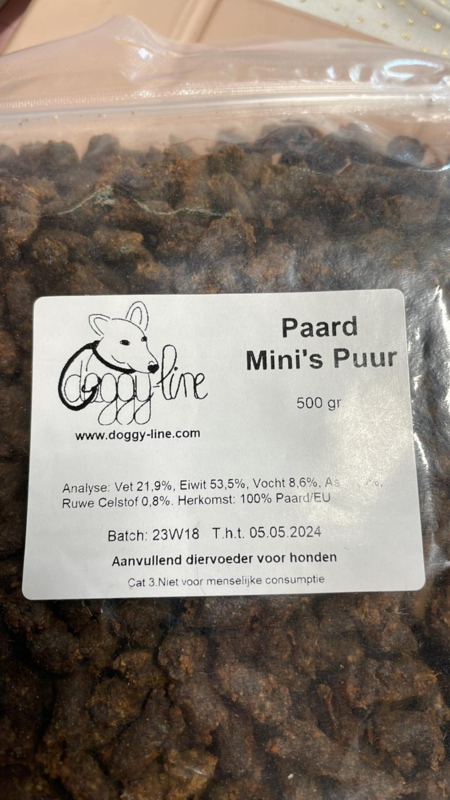 doggy-line
www.doggy-line.com
Paard
Mini's Puur
500 gr
Analyse: Vet 21,9%, Eiwit 53,5%, Vocht 8,6%,
Ruwe Celstof 0,8%. Herkomst: 100% Paard/EU
Batch: 23W18 T.h.t. 05.05.2024
Aanvullend diervoeder voor honden
Cat 3.Niet voor menselijke consumptie